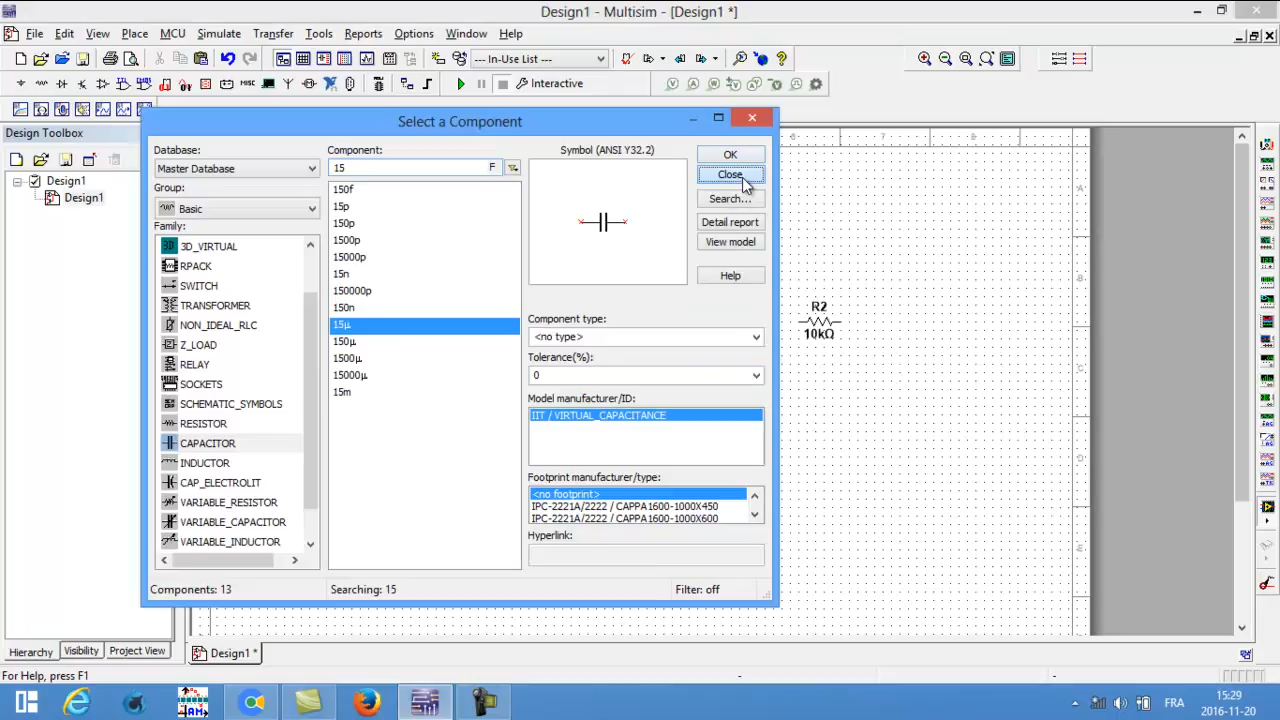 Design1 - Multisim - [Design1 *]
File Edit View Place MCU Simulate Transfer Tools Reports Options Window Help
In-Use List
MISC Interactive
Design Toolbox
Design1
Design1
Select a Component
Database:
Master Database
Group:
Basic
Family:
3D_VIRTUAL
RPACK
SWITCH
TRANSFORMER
NON_IDEAL_RLC
Z_LOAD
RELAY
SOCKETS
SCHEMATIC_SYMBOLS
RESISTOR
CAPACITOR
INDUCTOR
CAP_ELECTROLIT
VARIABLE_RESISTOR
VARIABLE_CAPACITOR
VARIABLE_INDUCTOR
Component:
15 F
150f
15p
150p
1500p
15000p
15n
150000p
150n
15µ
150µ
1500µ
15000µ
15m
Symbol (ANSI Y32.2)
Component type:
<no type>
Tolerance(%):
0
Model manufacturer/ID:
IIT / VIRTUAL_CAPACITANCE
Footprint manufacturer/type:
<no footprint>
IPC-2221A/2222 / CAPPA1600-1000X450
IPC-2221A/2222 / CAPPA1600-1000X600
Hyperlink:
OK
Close
Search...
Detail report
View model
Help
Components: 13 Searching: 15 Filter: off
R2
10kΩ
6 7 8
A
B
C
D
E
Hierarchy Visibility Project View
Design1 *
For Help, press F1
FRA
15:29
2016-11-20